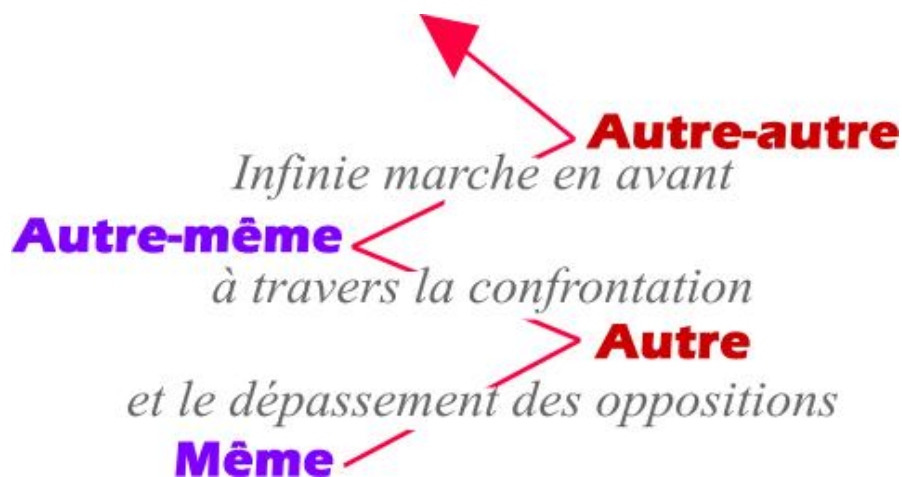 Autre-autre
Infinie marche en avant
Autre-même
à travers la confrontation
Autre
et le dépassement des oppositions
Même